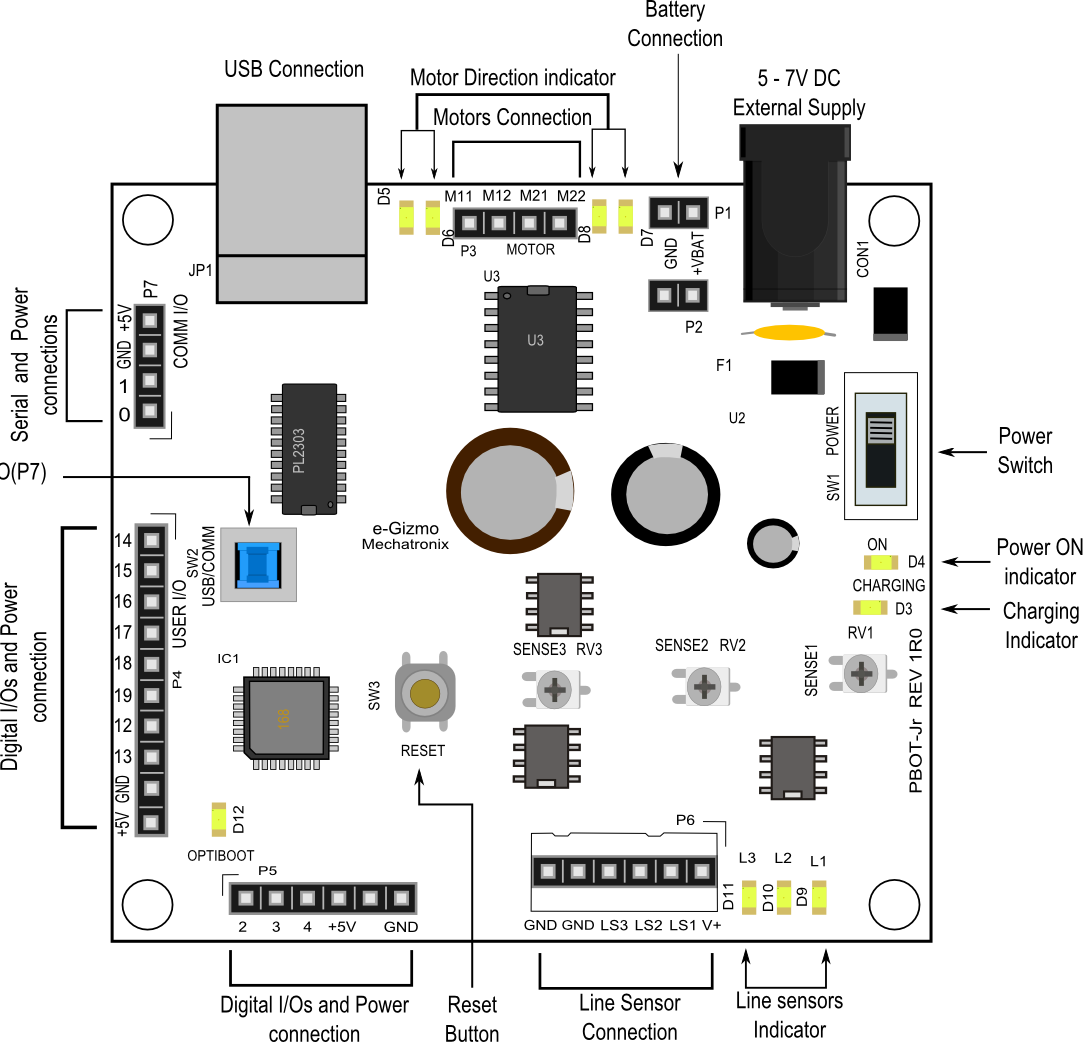 Battery
Connection
USB Connection
Motor Direction indicator
5 - 7V DC
External Supply
Motors Connection
D5
M11 M12 M21 M22
D6
P3
MOTOR
D8
D7
GND
+VBAT
P1
P2
CON1
JP1
U3
U3
Serial and Power
connections
P7
COMM I/O
+5V
GND
1
0
F1
U2
PL2303
POWER
SW1
Power
Switch
O(P7)
e-Gizmo
Mechatronix
SW2
USB/COMM
ON
D4
Power ON
indicator
CHARGING
D3
Charging
Indicator
Digital I/Os and Power
connection
14
15
16
17
18
19
12
13
GND
+5V
USER I/O
P4
IC1
168
SW3
RESET
SENSE3 RV3
SENSE2 RV2
SENSE1
RV1
PBOT-Jr REV 1R0
D12
OPTIBOOT
P5
2 3 4 +5V GND
P6
GND GND LS3 LS2 LS1 V+
L3 L2 L1
D11 D10 D9
Digital I/Os and Power
connection
Reset
Button
Line Sensor
Connection
Line sensors
Indicator